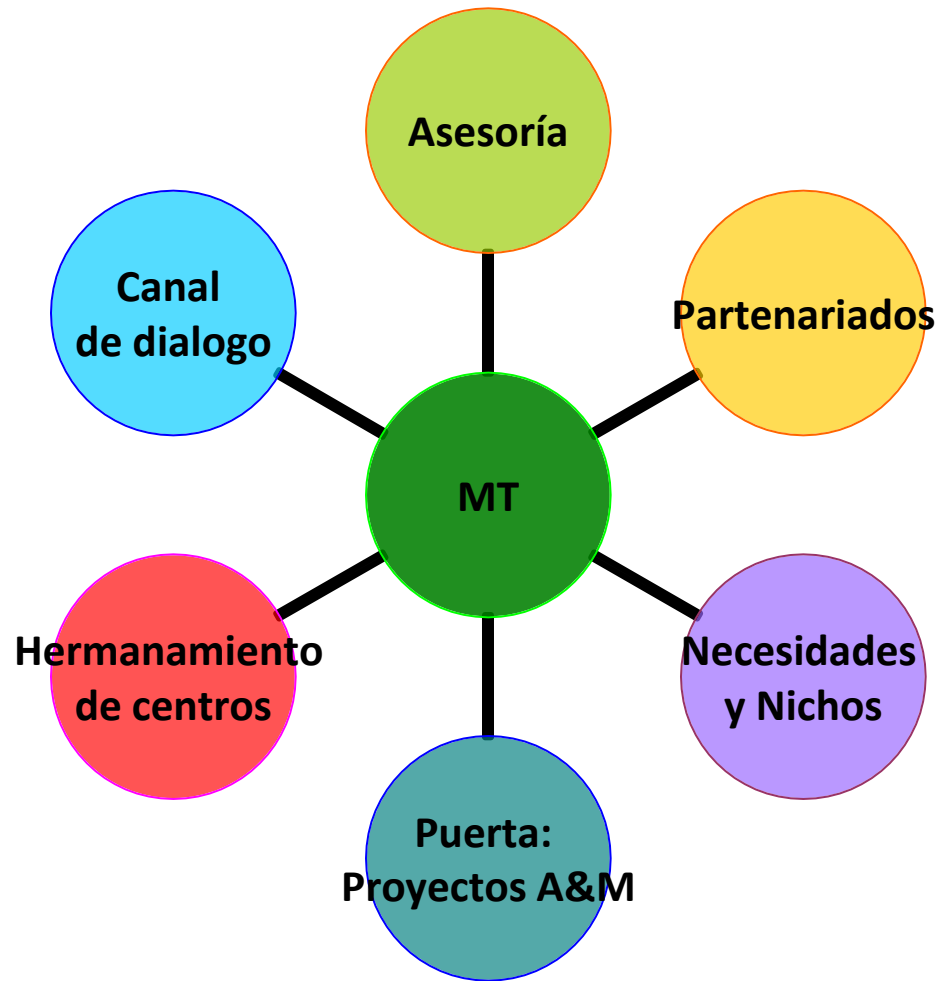 Asesoría
Canal
de dialogo
Partenariados
MT
Hermanamiento
de centros
Necesidades
y Nichos
Puerta:
Proyectos A&M